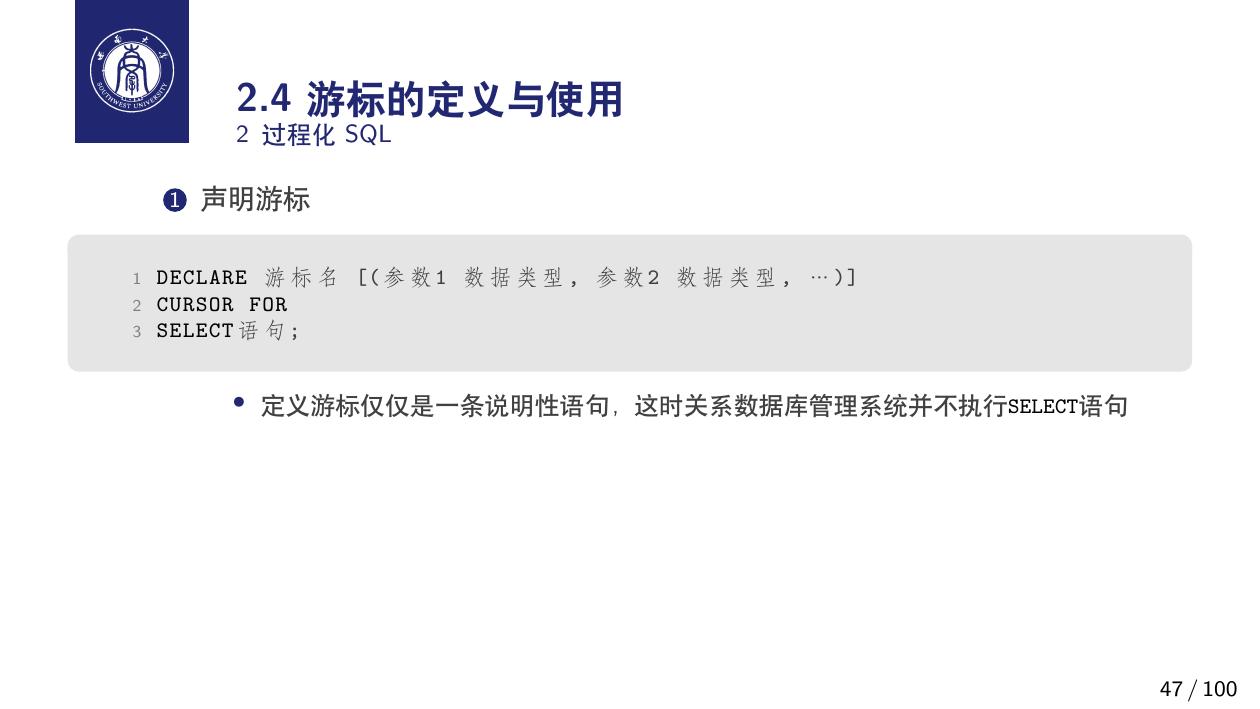 西南大学
SOUTHWEST UNIVERSITY
2.4 游标的定义与使用
2 过程化 SQL
1 声明游标
1 DECLARE 游标名 [(参数1 数据类型, 参数2 数据类型, …)]
2 CURSOR FOR
3 SELECT语句;
• 定义游标仅仅是一条说明性语句，这时关系数据库管理系统并不执行SELECT语句
47 / 100